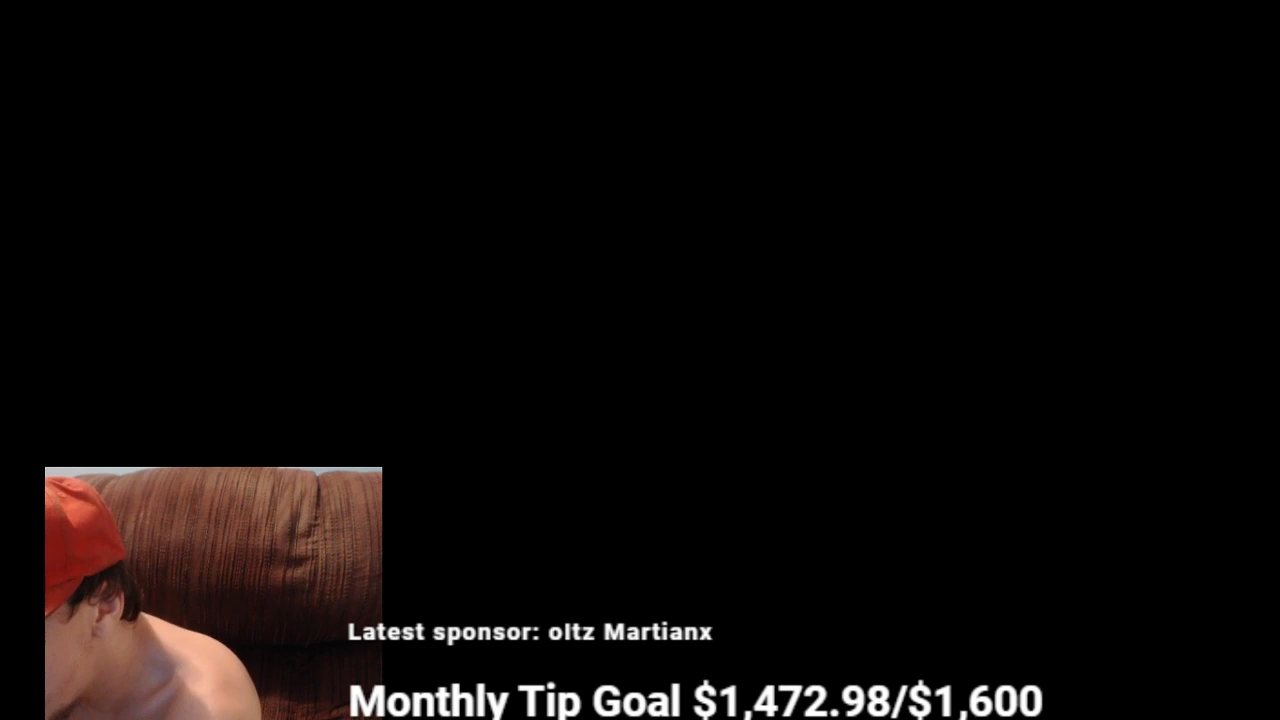 Latest sponsor: oltz Martianx
Monthly Tip Goal $1,472.98/$1,600